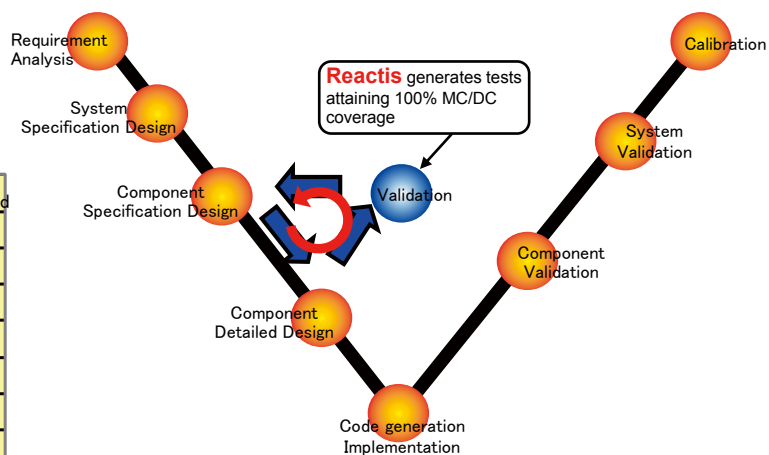 Requirement
Analysis
Calibration
Reactis generates tests
attaining 100% MC/DC
coverage
System
Specification Design
System
Validation
Component
Specification Design
Validation
Component
Validation
Component
Detailed Design
Code generation
Implementation